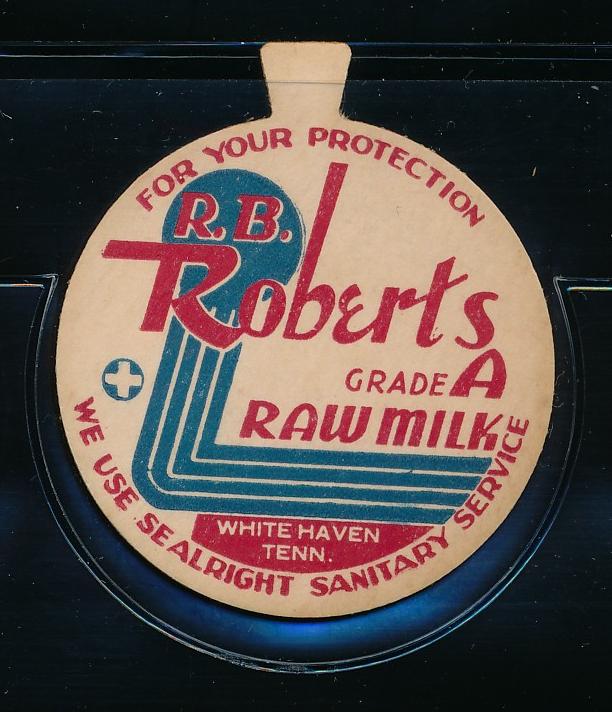 FOR YOUR PROTECTION
R.B.
Roberts
GRADE A
RAW MILK
WHITE HAVEN
TENN.
WE USE SEALRIGHT SANITARY SERVICE